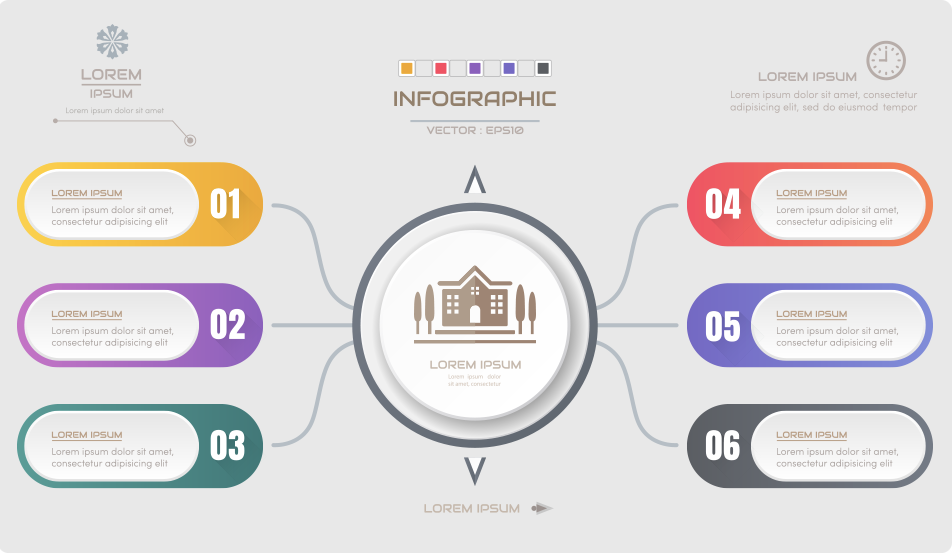 LOREM
IPSUM
Lorem ipsum dolor sit amet
INFOGRAPHIC
VECTOR : EPS10
LOREM IPSUM
Lorem ipsum dolor sit amet, consectetur
adipisicing elit, sed do eiusmod tempor
LOREM IPSUM
Lorem ipsum dolor sit amet,
consectetur adipisicing elit
01
LOREM IPSUM
Lorem ipsum dolor sit amet,
consectetur adipisicing elit
02
LOREM IPSUM
Lorem ipsum dolor sit amet,
consectetur adipisicing elit
03
LOREM IPSUM
Lorem ipsum dolor
sit amet, consectetur
04
LOREM IPSUM
Lorem ipsum dolor sit amet,
consectetur adipisicing elit
05
LOREM IPSUM
Lorem ipsum dolor sit amet,
consectetur adipisicing elit
06
LOREM IPSUM
Lorem ipsum dolor sit amet,
consectetur adipisicing elit
LOREM IPSUM